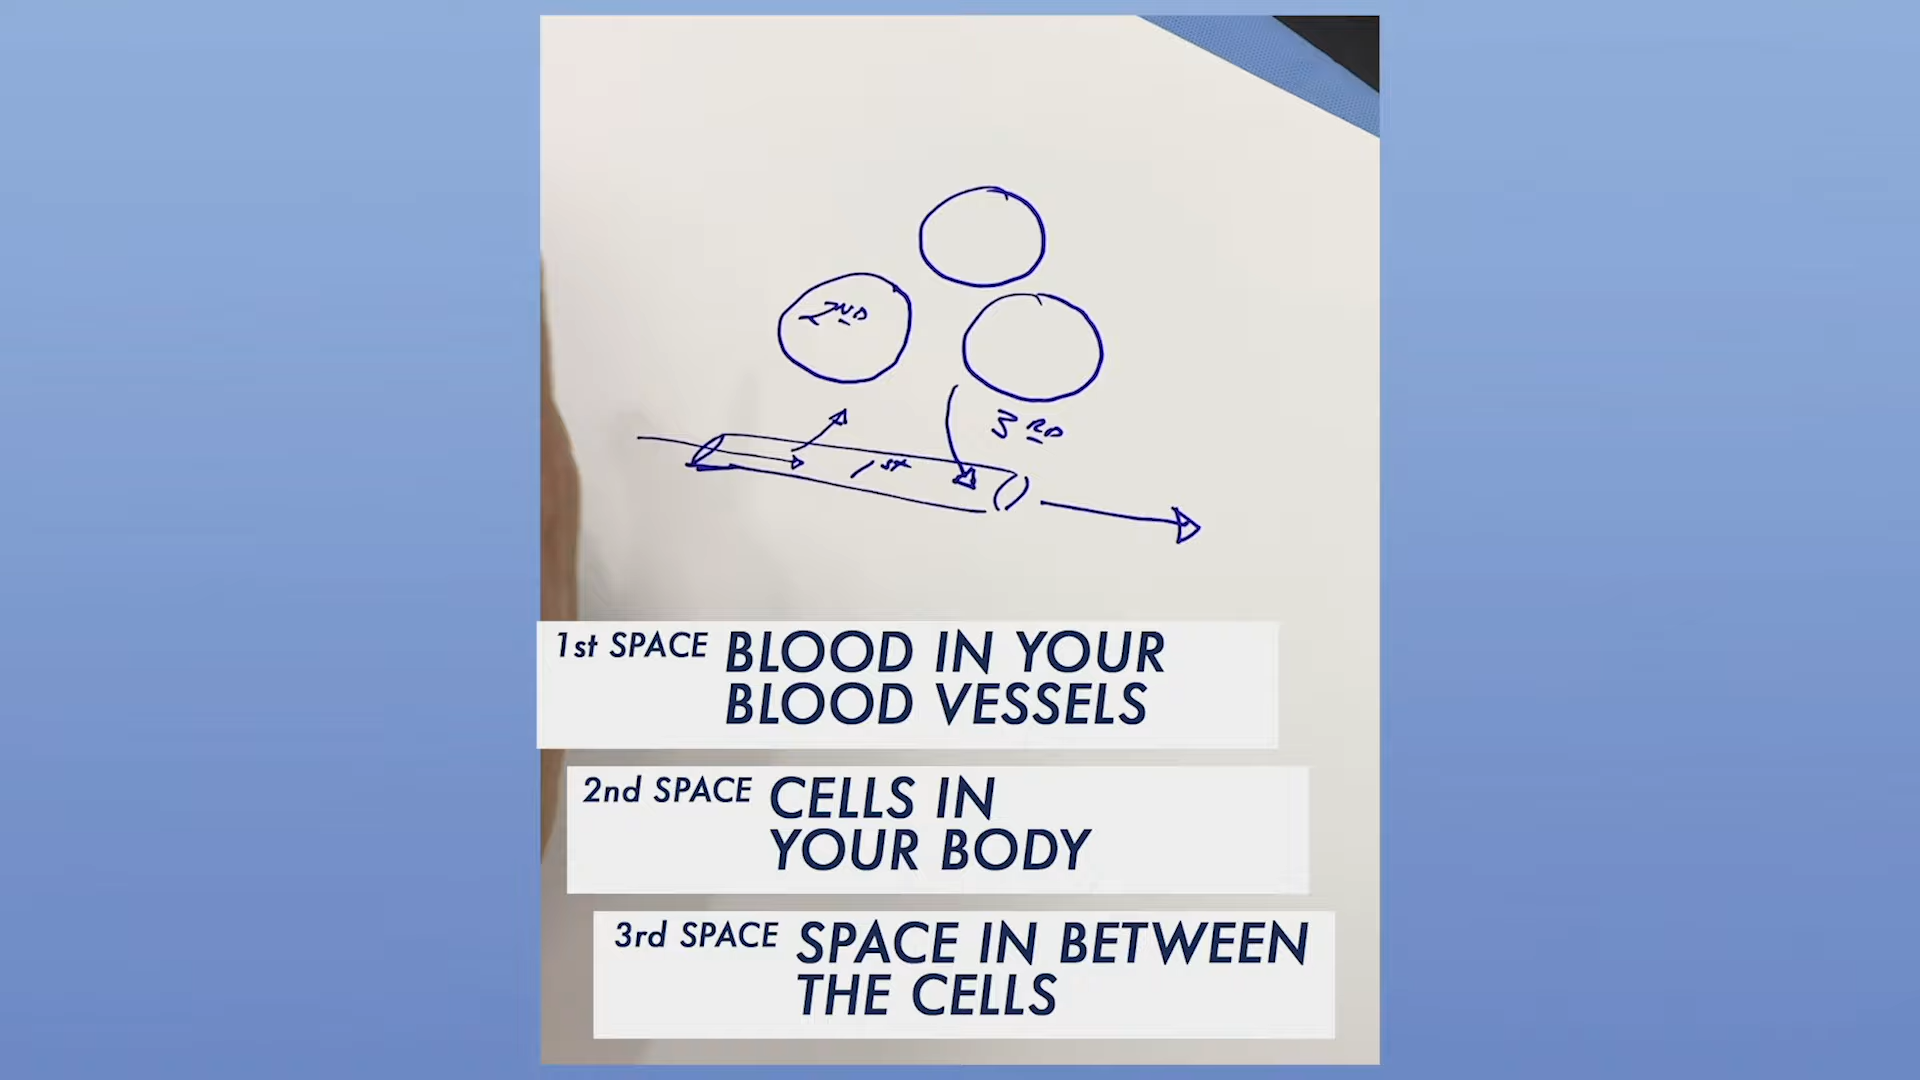 2ND
3RD
1st
1st SPACE BLOOD IN YOUR
BLOOD VESSELS
2nd SPACE CELLS IN
YOUR BODY
3rd SPACE SPACE IN BETWEEN
THE CELLS